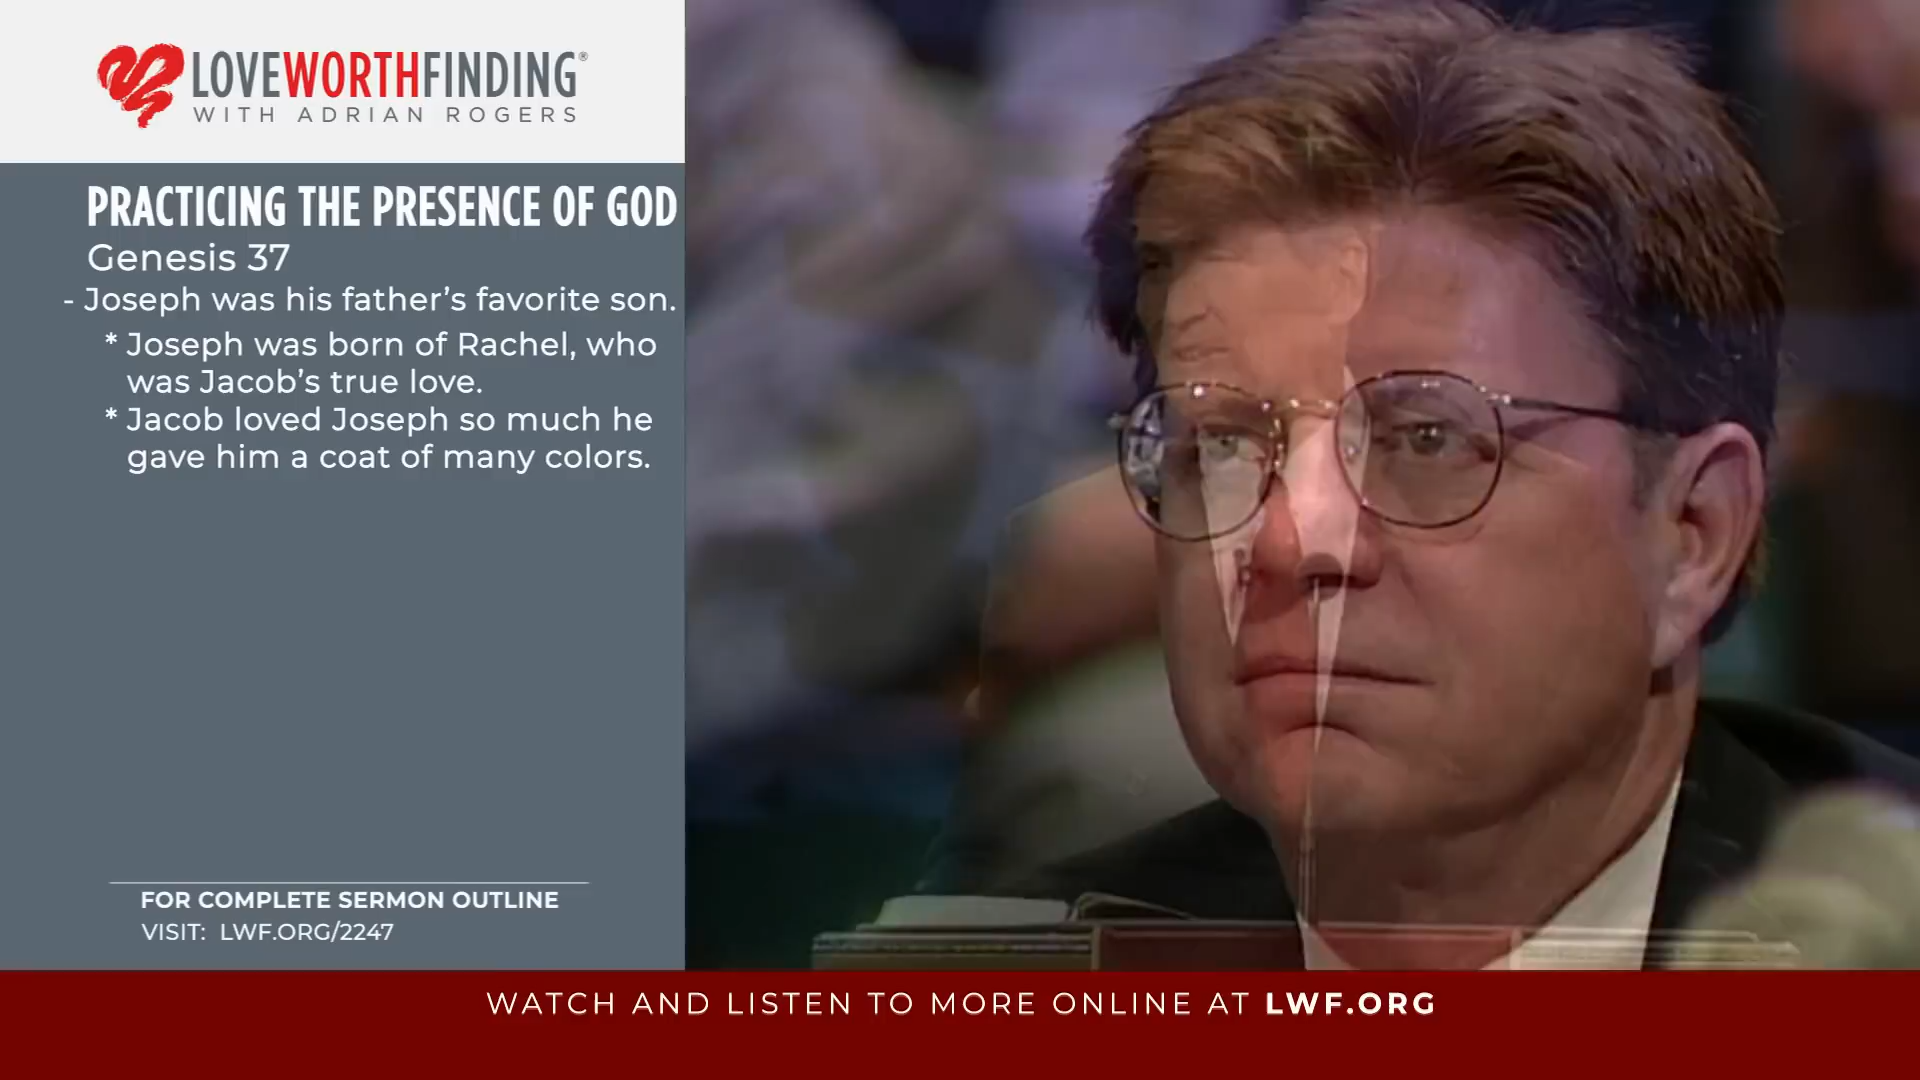 LOVEWORTHFINDING®
WITH ADRIAN ROGERS
PRACTICING THE PRESENCE OF GOD
Genesis 37
- Joseph was his father’s favorite son.
* Joseph was born of Rachel, who
was Jacob’s true love.
* Jacob loved Joseph so much he
gave him a coat of many colors.
FOR COMPLETE SERMON OUTLINE
VISIT: LWF.ORG/2247
WATCH AND LISTEN TO MORE ONLINE AT LWF.ORG